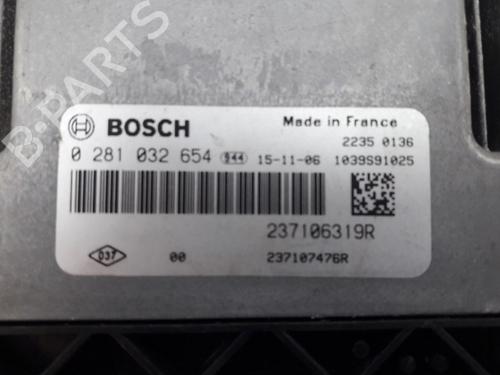 B-PARTS
BOSCH
Made in France
2235 0136
0 281 032 654 944 15-11-06 1039S91025
237106319R
037 00 237107476R